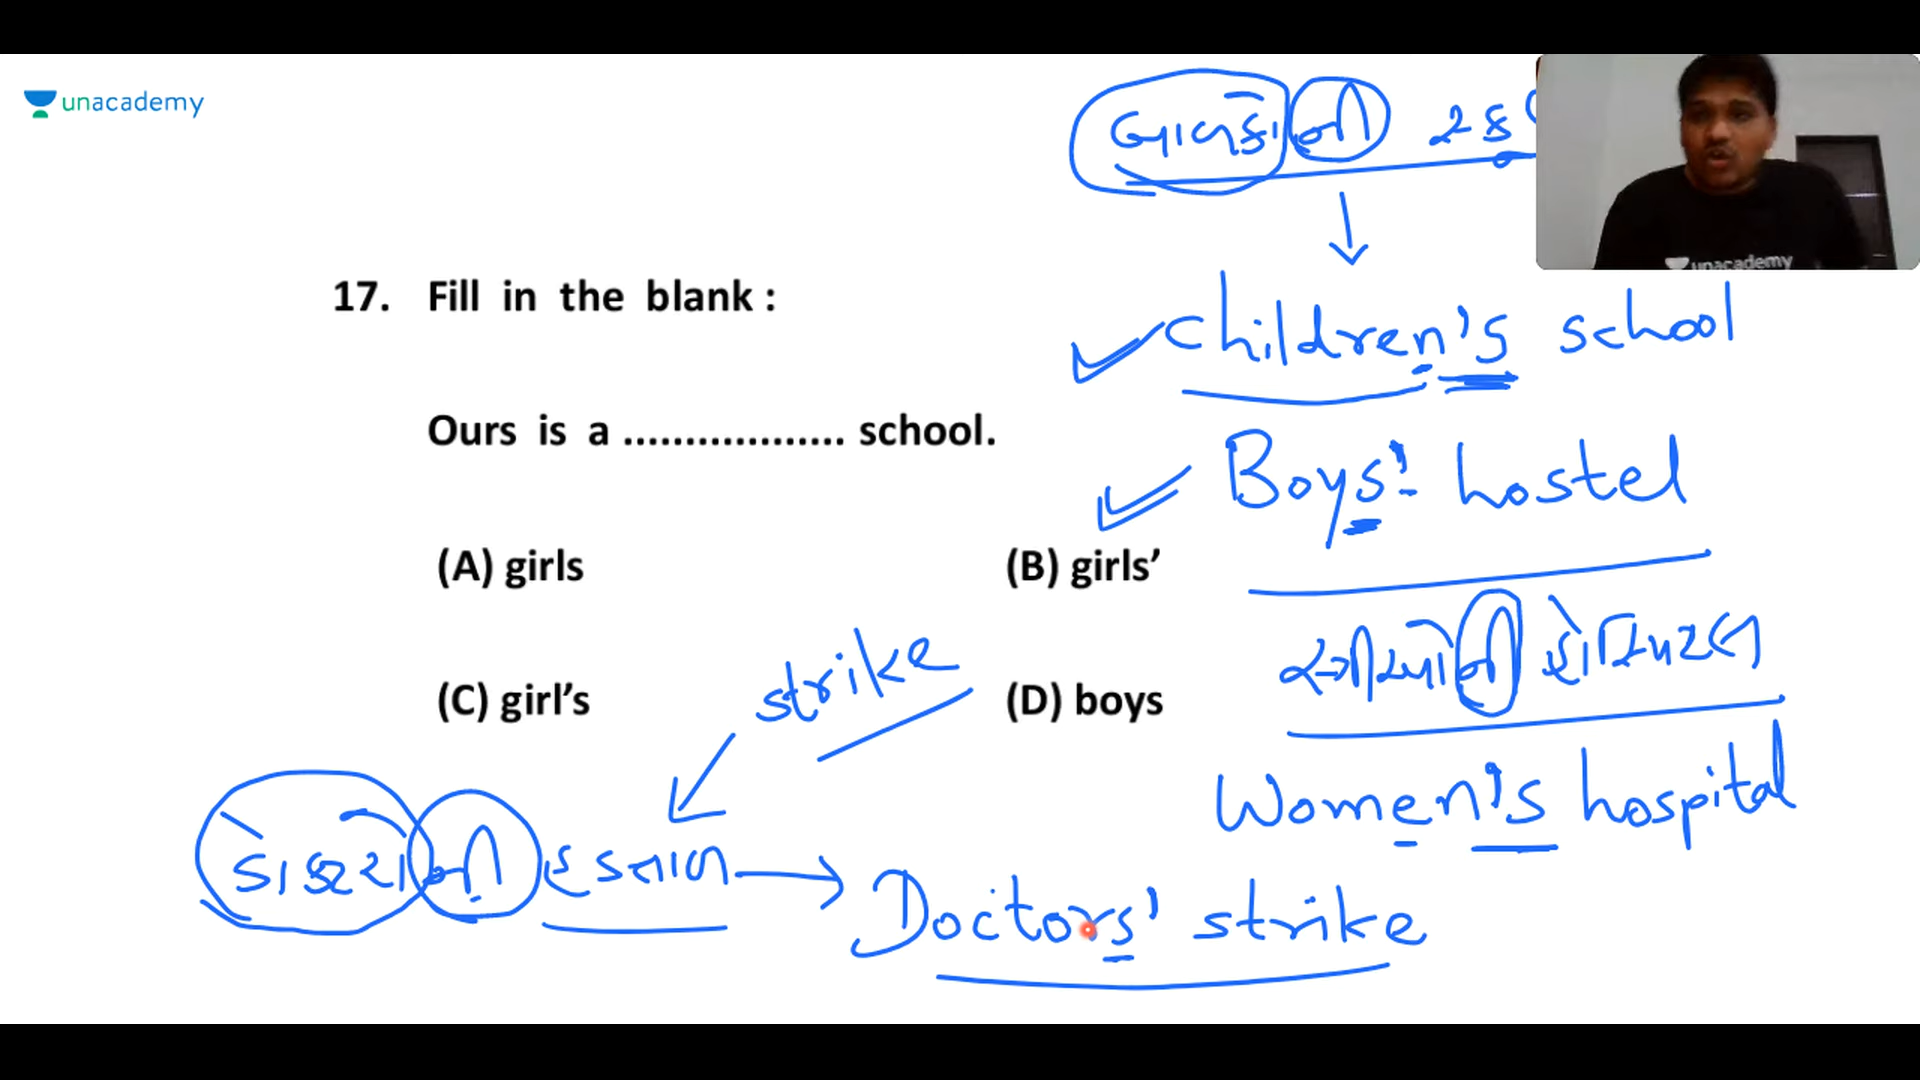 unacademy
બાળકોની સ્કૂ
unacademy
children's school
17. Fill in the blank :
Ours is a .................. school.
Boys' hostel
(A) girls
(B) girls’
સ્ત્રીઓની હોસ્પિટલ
strike
(C) girl’s
(D) boys
Women's hospital
ડૉક્ટરોની હડતાળ
Doctors' strike